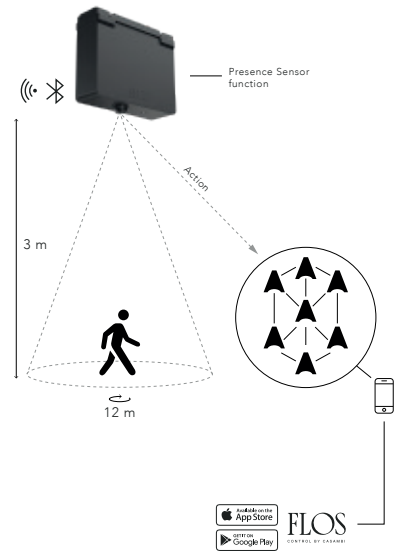 Presence Sensor
function
Action
3 m
12 m
Available on the
App Store
GET IT ON
Google Play
FLOS
CONTROL BY CASAMBI